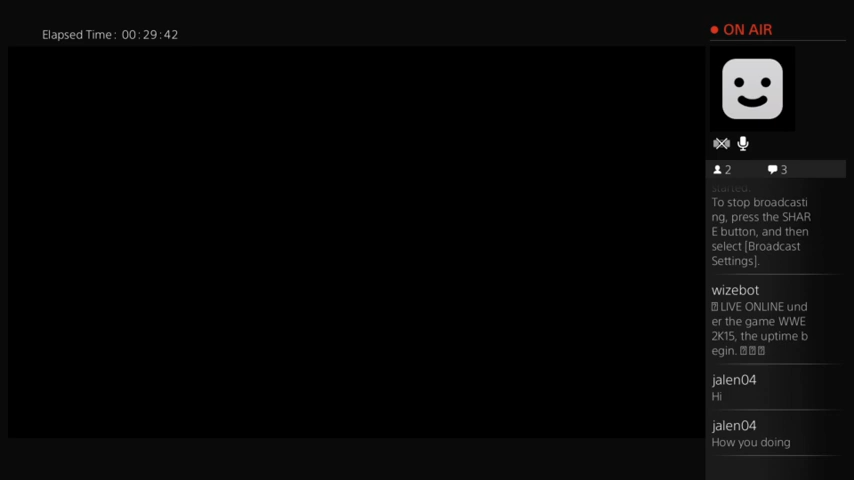 Elapsed Time: 00:29:42
ON AIR
2 3
started.
To stop broadcasti
ng, press the SHAR
E button, and then
select [Broadcast
Settings].
wizebot
LIVE ONLINE und
er the game WWE
2K15, the uptime b
egin.
jalen04
Hi
jalen04
How you doing